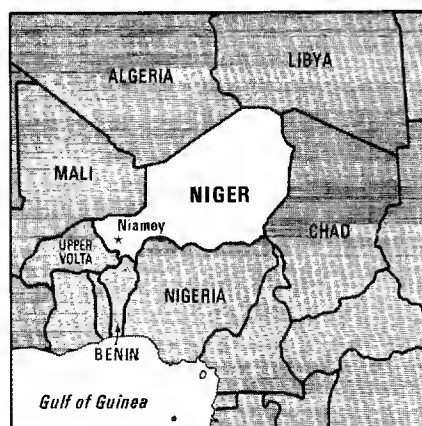 LIBYA
ALGERIA
MALI
NIGER
Niamey
CHAD
UPPER
VOLTA
NIGERIA
BENIN
Gulf of Guinea